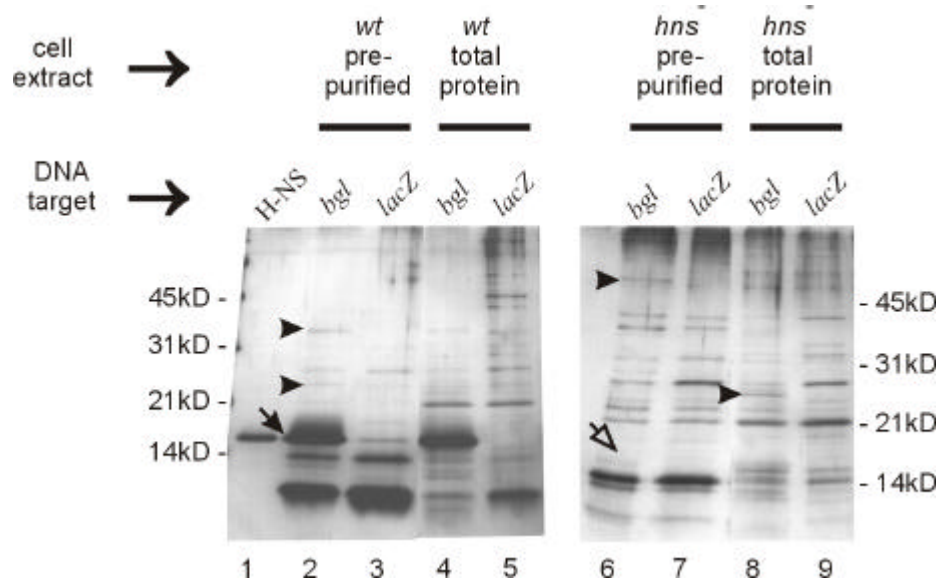 cell
extract
wt
pre-
purified
wt
total
protein
hns
pre-
purified
hns
total
protein
DNA
target
H-NS
bgl
lacZ
bgl
lacZ
bgl
lacZ
bgl
lacZ
45kD -
31kD -
21kD -
14kD -
- 45kD
- 31kD
- 21kD
- 14kD
1 2 3 4 5 6 7 8 9